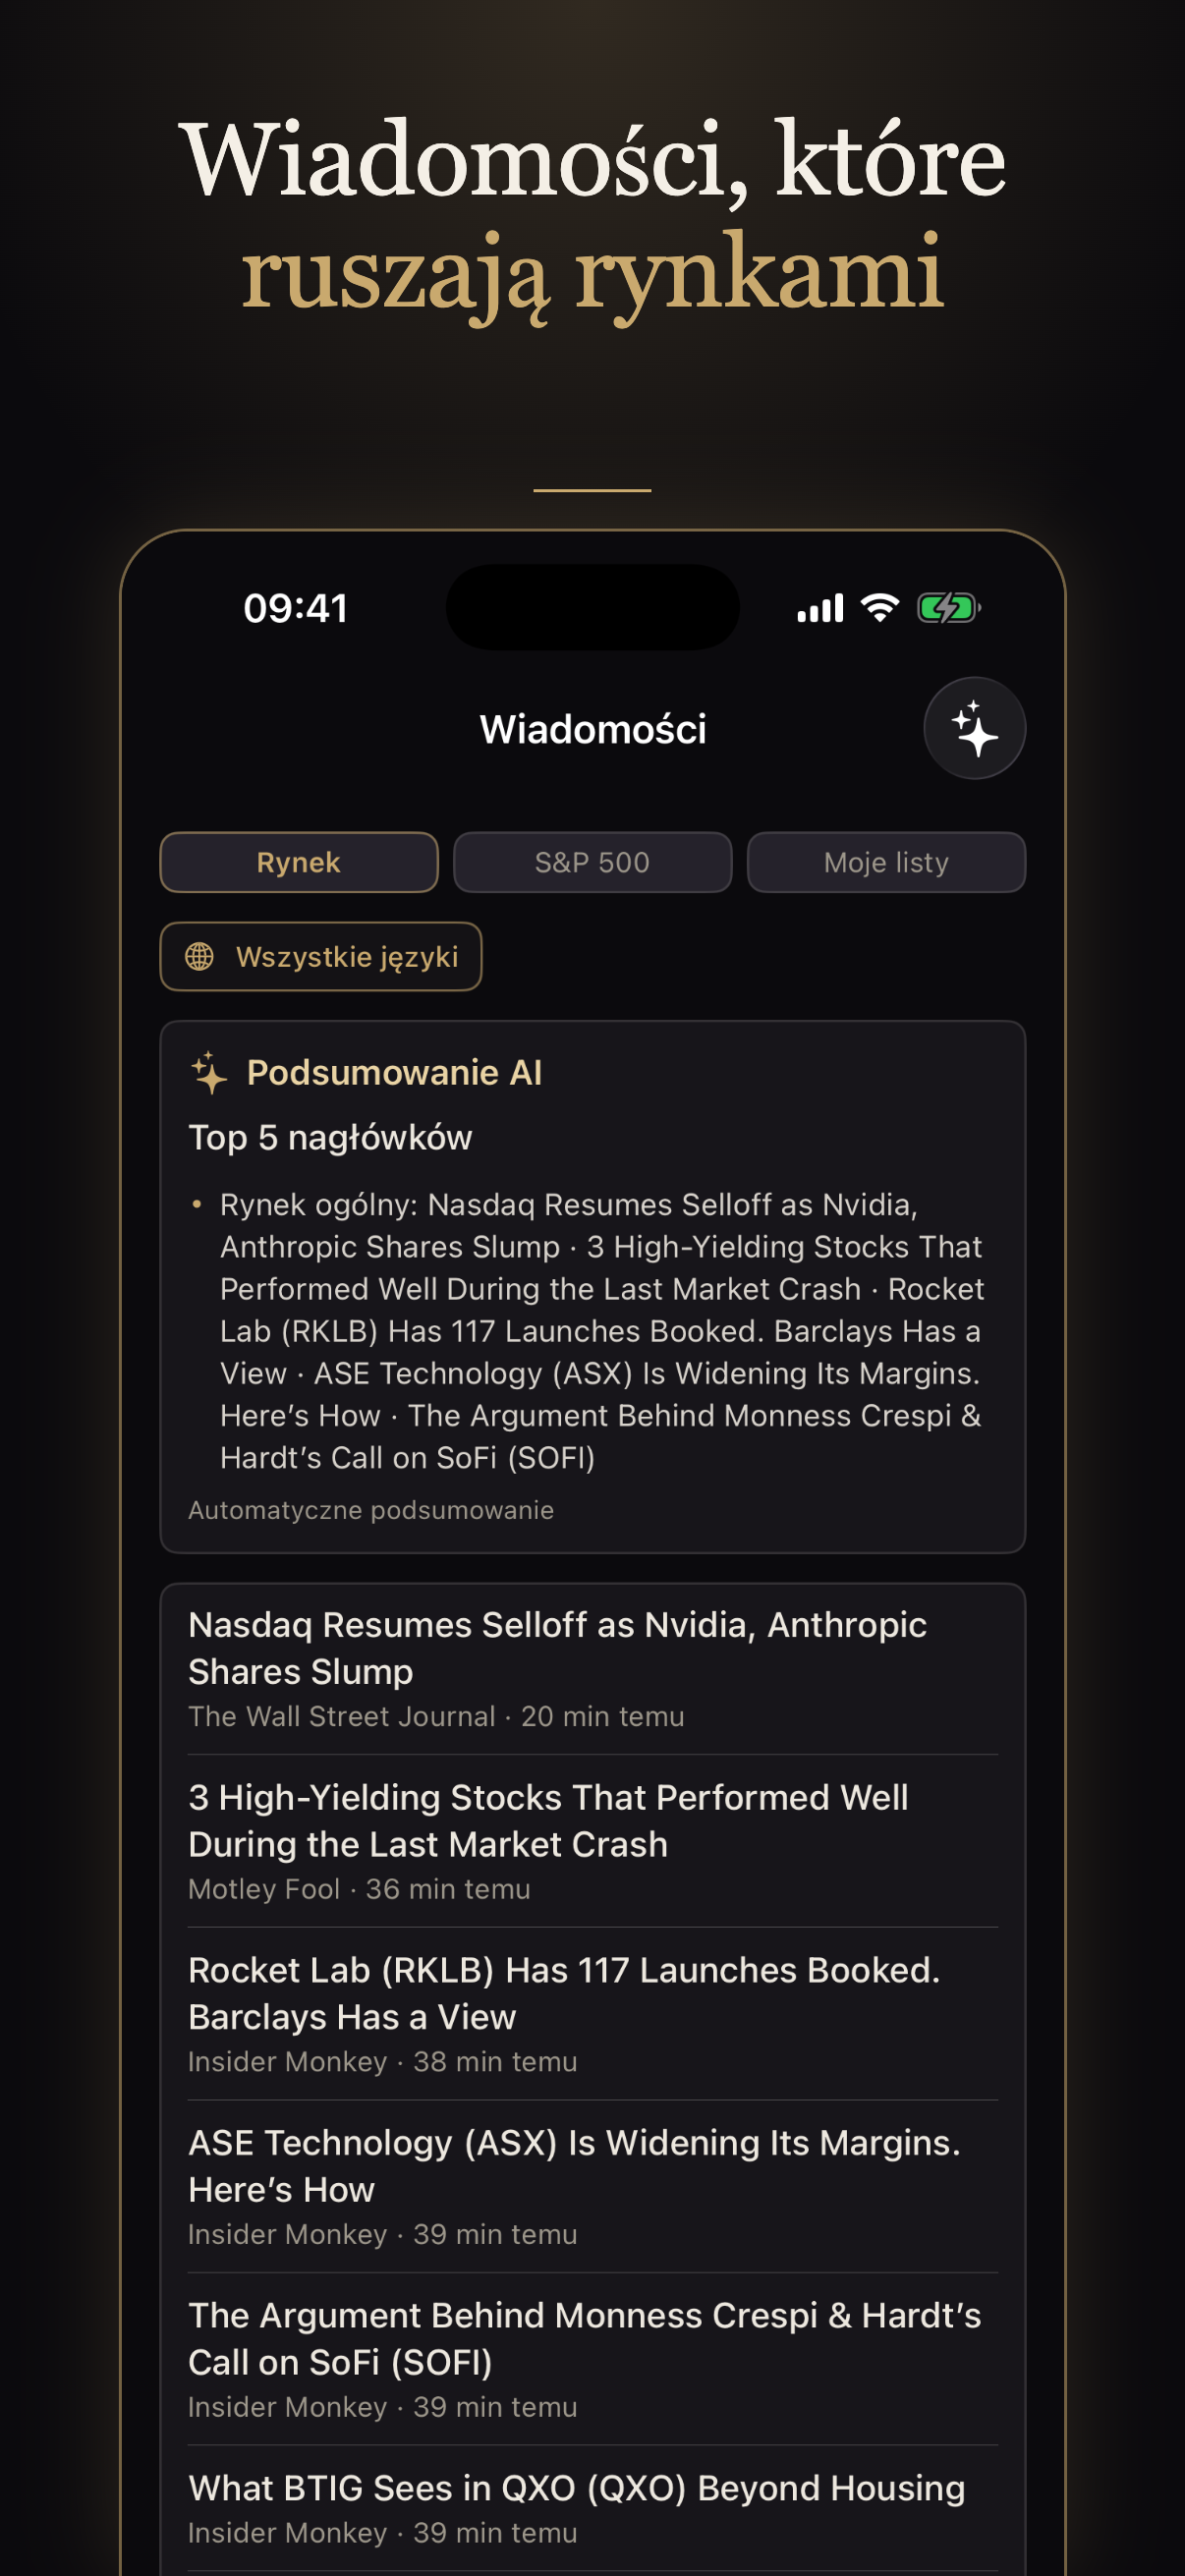 Wiadomości, które
ruszają rynkami
09:41
Wiadomości
Rynek
S&P 500
Moje listy
Wszystkie języki
Podsumowanie AI
Top 5 nagłówków
• Rynek ogólny: Nasdaq Resumes Selloff as Nvidia,
Anthropic Shares Slump · 3 High-Yielding Stocks That
Performed Well During the Last Market Crash · Rocket
Lab (RKLB) Has 117 Launches Booked. Barclays Has a
View · ASE Technology (ASX) Is Widening Its Margins.
Here’s How · The Argument Behind Monness Crespi &
Hardt’s Call on SoFi (SOFI)
Automatyczne podsumowanie
Nasdaq Resumes Selloff as Nvidia, Anthropic
Shares Slump
The Wall Street Journal · 20 min temu
3 High-Yielding Stocks That Performed Well
During the Last Market Crash
Motley Fool · 36 min temu
Rocket Lab (RKLB) Has 117 Launches Booked.
Barclays Has a View
Insider Monkey · 38 min temu
ASE Technology (ASX) Is Widening Its Margins.
Here’s How
Insider Monkey · 39 min temu
The Argument Behind Monness Crespi & Hardt’s
Call on SoFi (SOFI)
Insider Monkey · 39 min temu
What BTIG Sees in QXO (QXO) Beyond Housing
Insider Monkey · 39 min temu